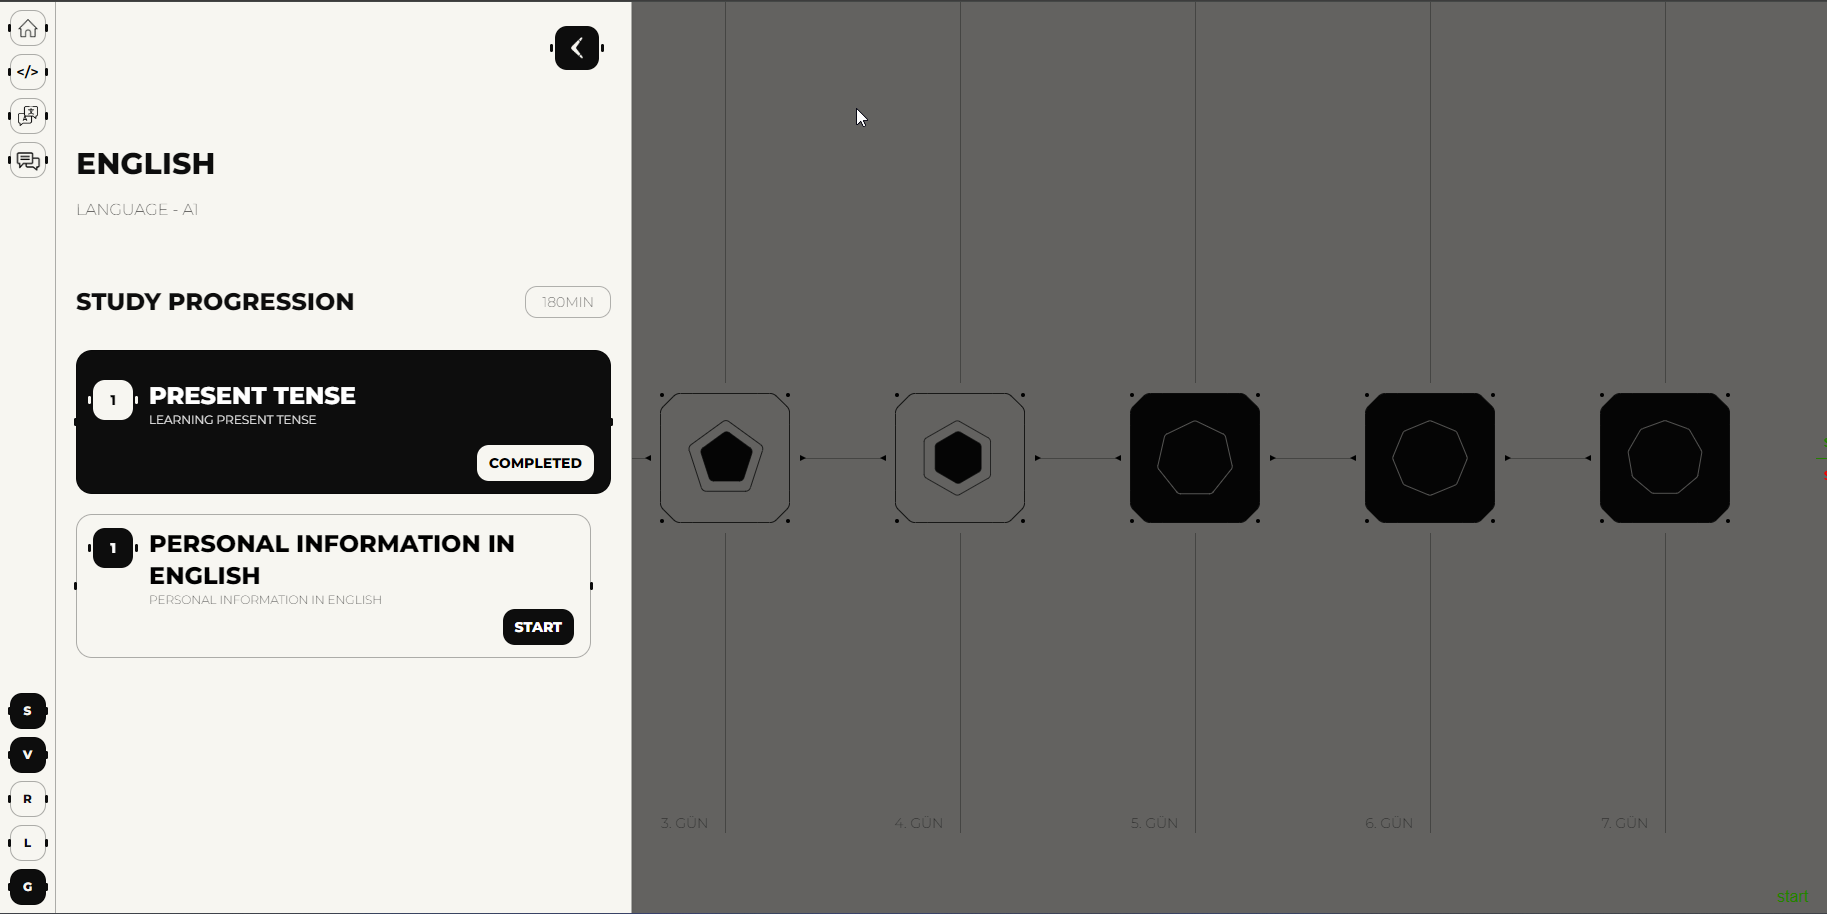 </>
ENGLISH
LANGUAGE - A1
STUDY PROGRESSION
180MIN
1
PRESENT TENSE
LEARNING PRESENT TENSE
COMPLETED
1
PERSONAL INFORMATION IN
ENGLISH
PERSONAL INFORMATION IN ENGLISH
START
S
V
R
L
G
3. GÜN
4. GÜN
5. GÜN
6. GÜN
7. GÜN
start